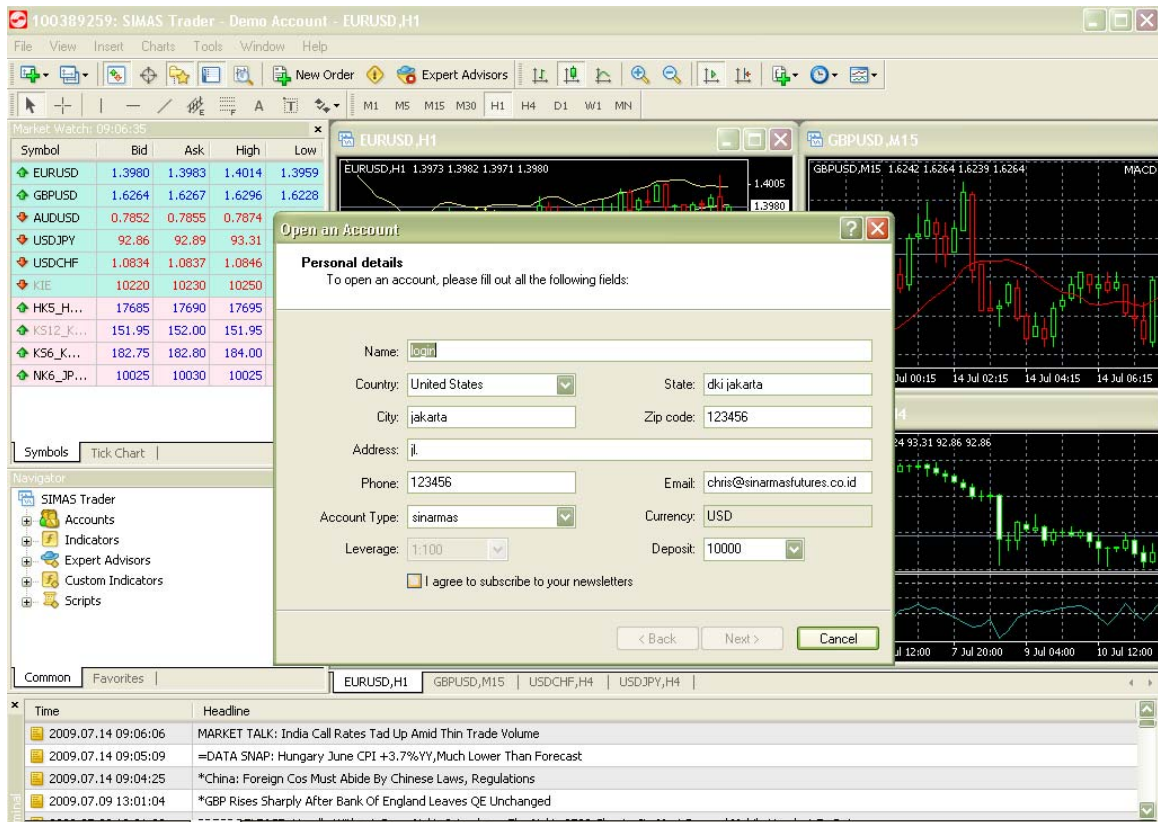 100389259: SIMAS Trader - Demo Account - EURUSD,H1
File View Insert Charts Tools Window Help
New Order Expert Advisors
A T M1 M5 M15 M30 H1 H4 D1 W1 MN
Market Watch: 09:06:35
Symbol Bid Ask High Low
EURUSD 1.3980 1.3983 1.4014 1.3959
GBPUSD 1.6264 1.6267 1.6296 1.6228
AUDUSD 0.7852 0.7855 0.7874
USDJPY 92.86 92.89 93.31
USDCHF 1.0834 1.0837 1.0846
KIE 10220 10230 10250
HK5_H... 17685 17690 17695
KS12_K... 151.95 152.00 151.95
KS6_K... 182.75 182.80 184.00
NK6_JP... 10025 10030 10025
Symbols Tick Chart
Navigator
SIMAS Trader
Accounts
Indicators
Expert Advisors
Custom Indicators
Scripts
Common Favorites
EURUSD,H1
EURUSD,H1 1.3973 1.3982 1.3971 1.3980
1.4005
1.3980
GBPUSD,M15
GBPUSD,M15 1.6242 1.6264 1.6239 1.6264
MACD
Jul 00:15 14 Jul 02:15 14 Jul 04:15 14 Jul 06:15
93.31 92.86 92.86
7 Jul 20:00 9 Jul 04:00 10 Jul 12:00
Open an Account
Personal details
To open an account, please fill out all the following fields:
Name: login
Country: United States State: dki jakarta
City: jakarta Zip code: 123456
Address: jl.
Phone: 123456 Email: chris@sinarmasfutures.co.id
Account Type: sinarmas Currency: USD
Leverage: 1:100 Deposit: 10000
I agree to subscribe to your newsletters
< Back Next > Cancel
EURUSD,H1 GBPUSD,M15 USDCHF,H4 USDJPY,H4
Time Headline
2009.07.14 09:06:06 MARKET TALK: India Call Rates Tad Up Amid Thin Trade Volume
2009.07.14 09:05:09 =DATA SNAP: Hungary June CPI +3.7%YY,Much Lower Than Forecast
2009.07.14 09:04:25 *China: Foreign Cos Must Abide By Chinese Laws, Regulations
2009.07.09 13:01:04 *GBP Rises Sharply After Bank Of England Leaves QE Unchanged